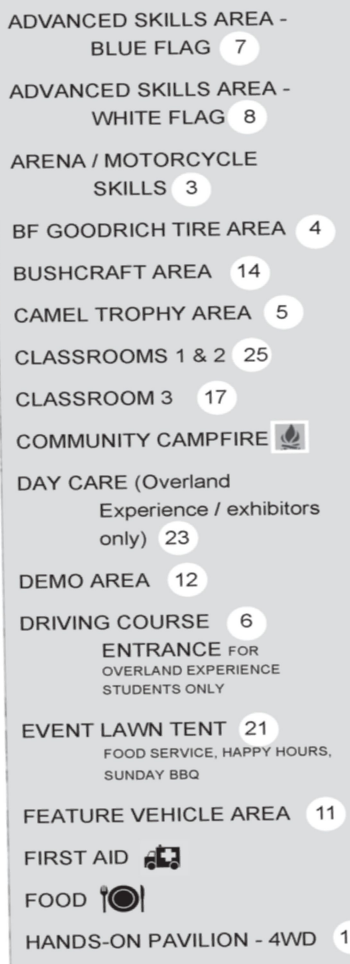 ADVANCED SKILLS AREA -
BLUE FLAG 7
ADVANCED SKILLS AREA -
WHITE FLAG 8
ARENA / MOTORCYCLE
SKILLS 3
BF GOODRICH TIRE AREA 4
BUSHCRAFT AREA 14
CAMEL TROPHY AREA 5
CLASSROOMS 1 & 2 25
CLASSROOM 3 17
COMMUNITY CAMPFIRE
DAY CARE (Overland
Experience / exhibitors
only) 23
DEMO AREA 12
DRIVING COURSE 6
ENTRANCE FOR
OVERLAND EXPERIENCE
STUDENTS ONLY
EVENT LAWN TENT 21
FOOD SERVICE, HAPPY HOURS,
SUNDAY BBQ
FEATURE VEHICLE AREA 11
FIRST AID
FOOD
HANDS-ON PAVILION - 4WD